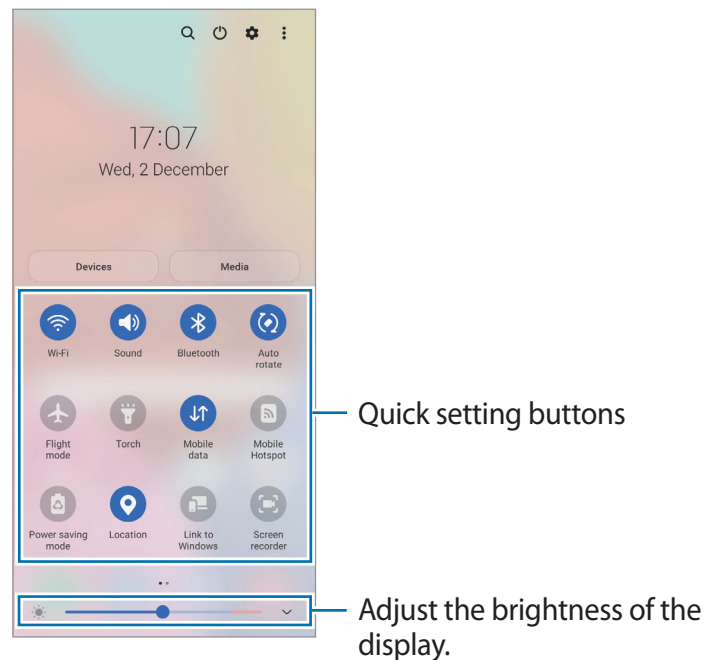 17:07
Wed, 2 December
Devices Media
Wi-Fi Sound Bluetooth Auto
rotate
Flight
mode
Torch
Mobile
data
Mobile
Hotspot
Power saving
mode
Location
Link to
Windows
Screen
recorder
Quick setting buttons
Adjust the brightness of the
display.